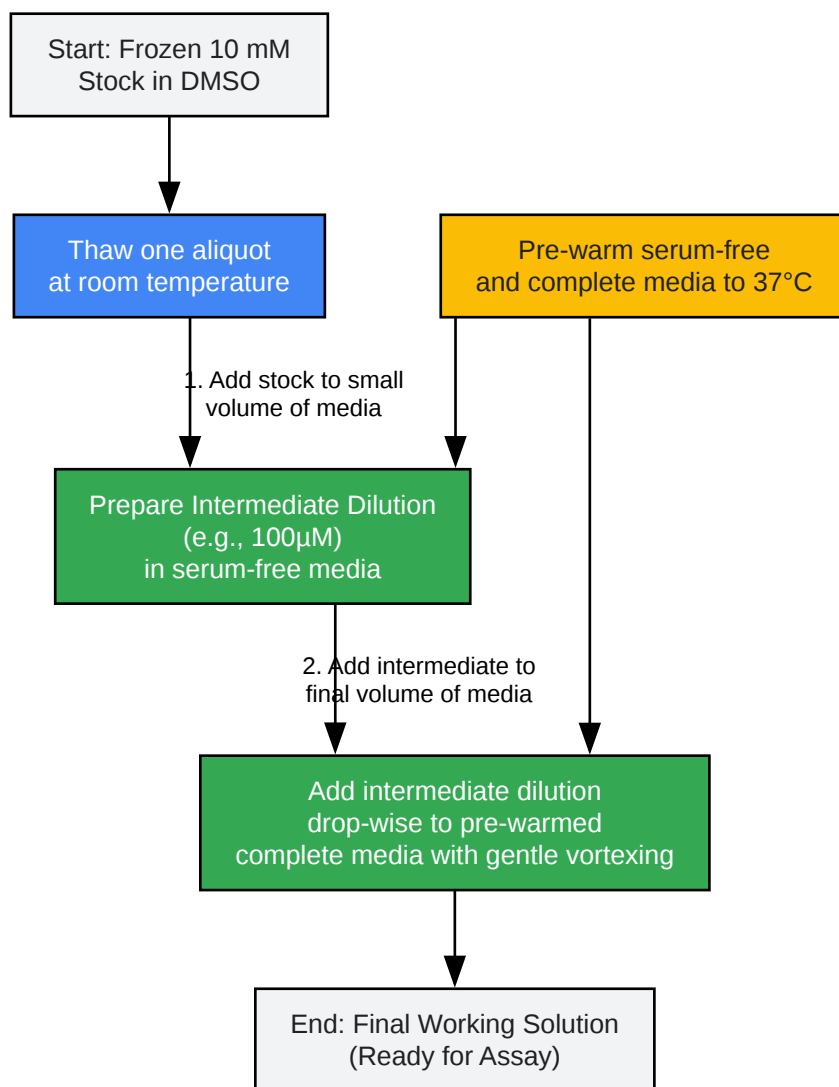 Start: Frozen 10 mM
Stock in DMSO
Thaw one aliquot
at room temperature
Pre-warm serum-free
and complete media to 37°C
1. Add stock to small
volume of media
Prepare Intermediate Dilution
(e.g., 100µM)
in serum-free media
2. Add intermediate to
final volume of media
Add intermediate dilution
drop-wise to pre-warmed
complete media with gentle vortexing
End: Final Working Solution
(Ready for Assay)